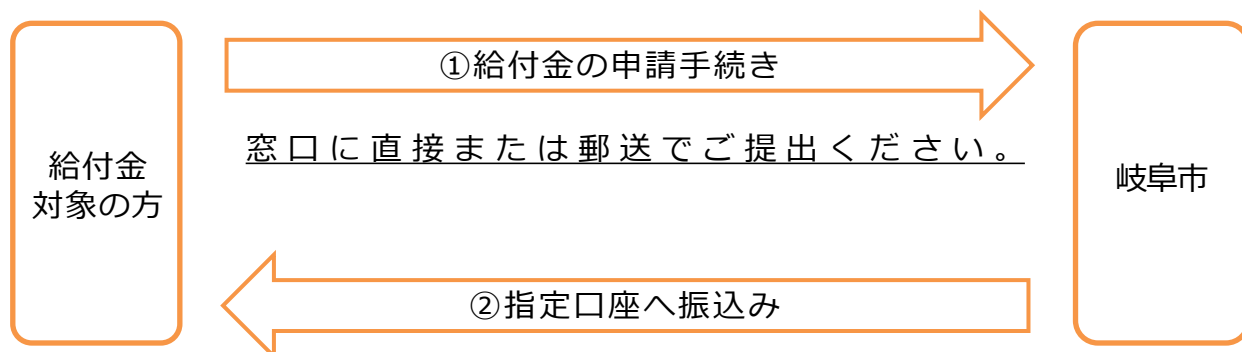 ①給付金の申請手続き
給付金
対象の方
窓口に直接または郵送でご提出ください。
岐阜市
②指定口座へ振込み